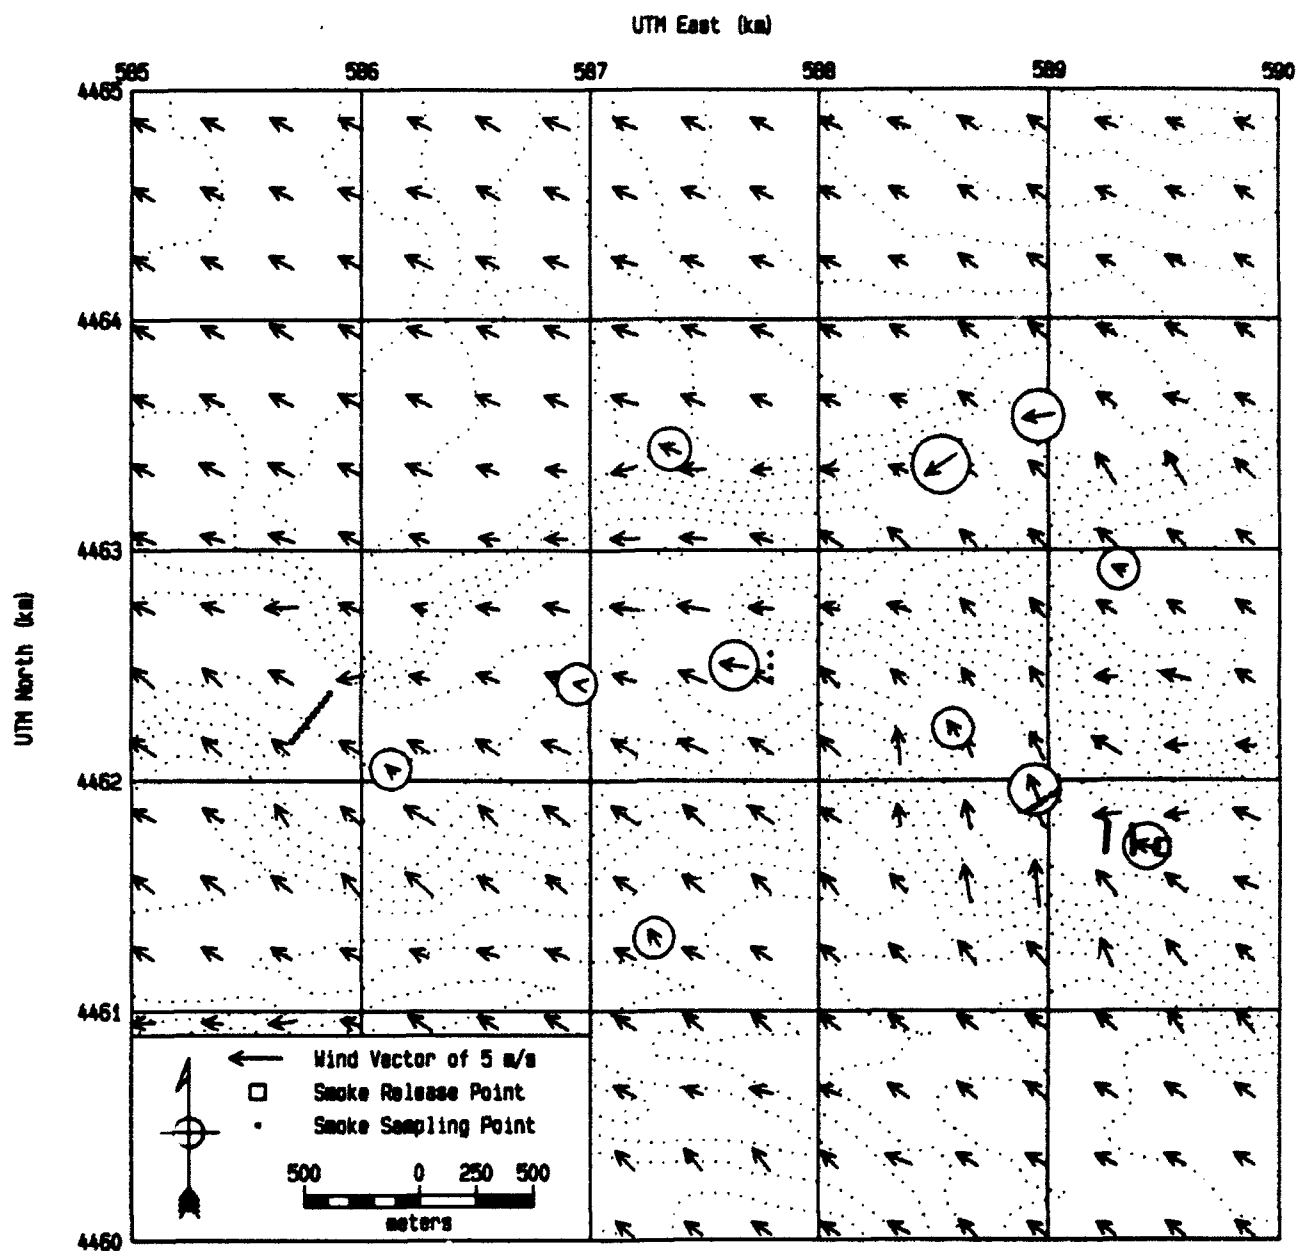 UTM East (km)
585 586 587 588 589 590
4465
4464
4463
UTM North (km)
4462
4461
Wind Vector of 5 m/s
Smoke Release Point
Smoke Sampling Point
500 0 250 500
meters
4460